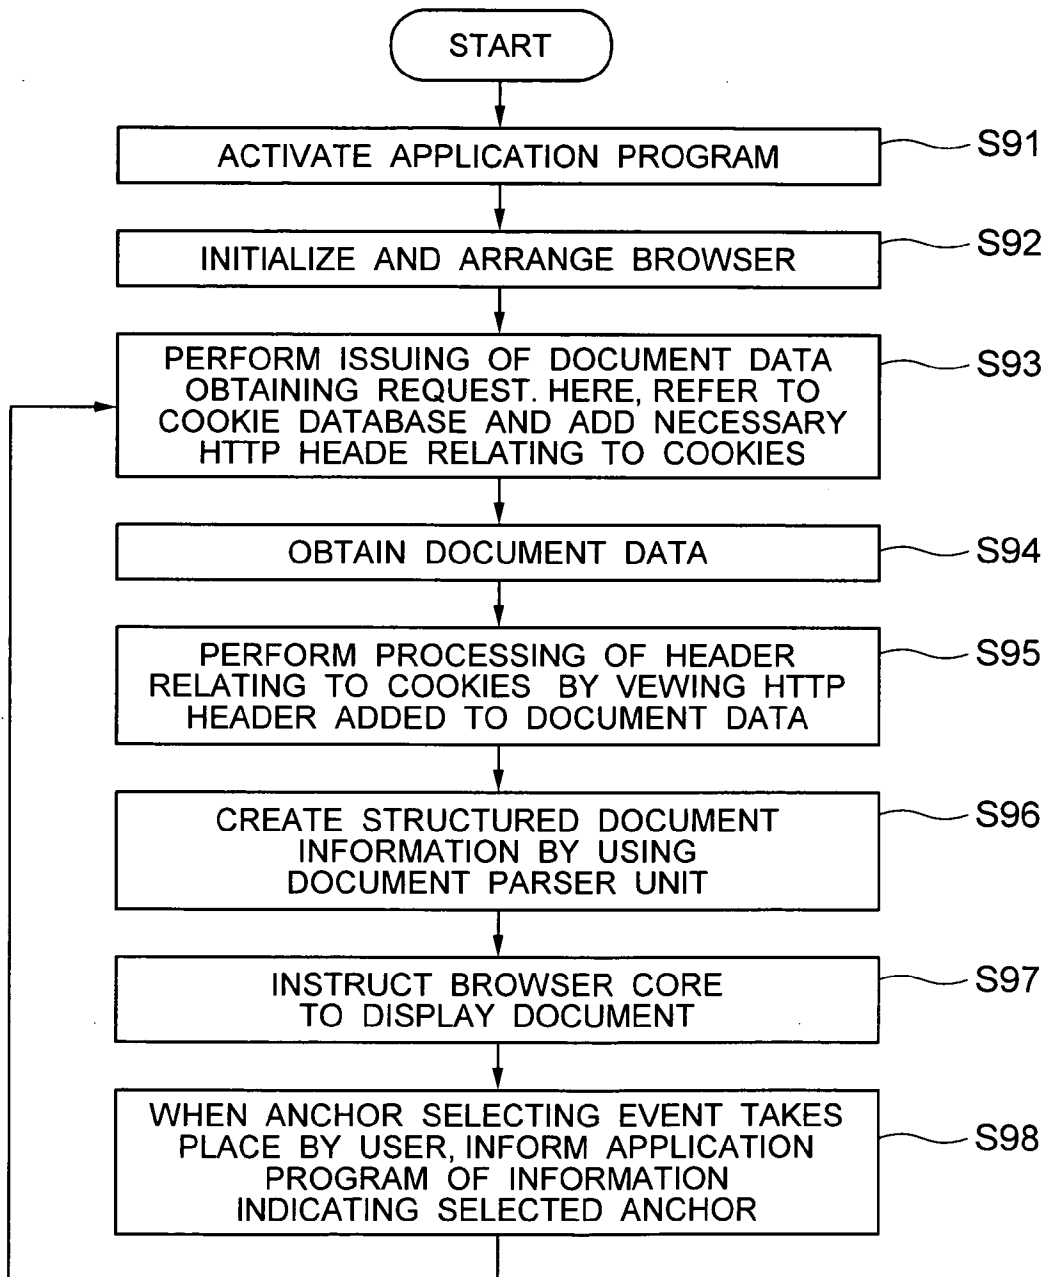 START
ACTIVATE APPLICATION PROGRAM
S91
INITIALIZE AND ARRANGE BROWSER
S92
PERFORM ISSUING OF DOCUMENT DATA
OBTAINING REQUEST. HERE, REFER TO
COOKIE DATABASE AND ADD NECESSARY
HTTP HEADE RELATING TO COOKIES
S93
OBTAIN DOCUMENT DATA
S94
PERFORM PROCESSING OF HEADER
RELATING TO COOKIES BY VEWING HTTP
HEADER ADDED TO DOCUMENT DATA
S95
CREATE STRUCTURED DOCUMENT
INFORMATION BY USING
DOCUMENT PARSER UNIT
S96
INSTRUCT BROWSER CORE
TO DISPLAY DOCUMENT
S97
WHEN ANCHOR SELECTING EVENT TAKES
PLACE BY USER, INFORM APPLICATION
PROGRAM OF INFORMATION
INDICATING SELECTED ANCHOR
S98